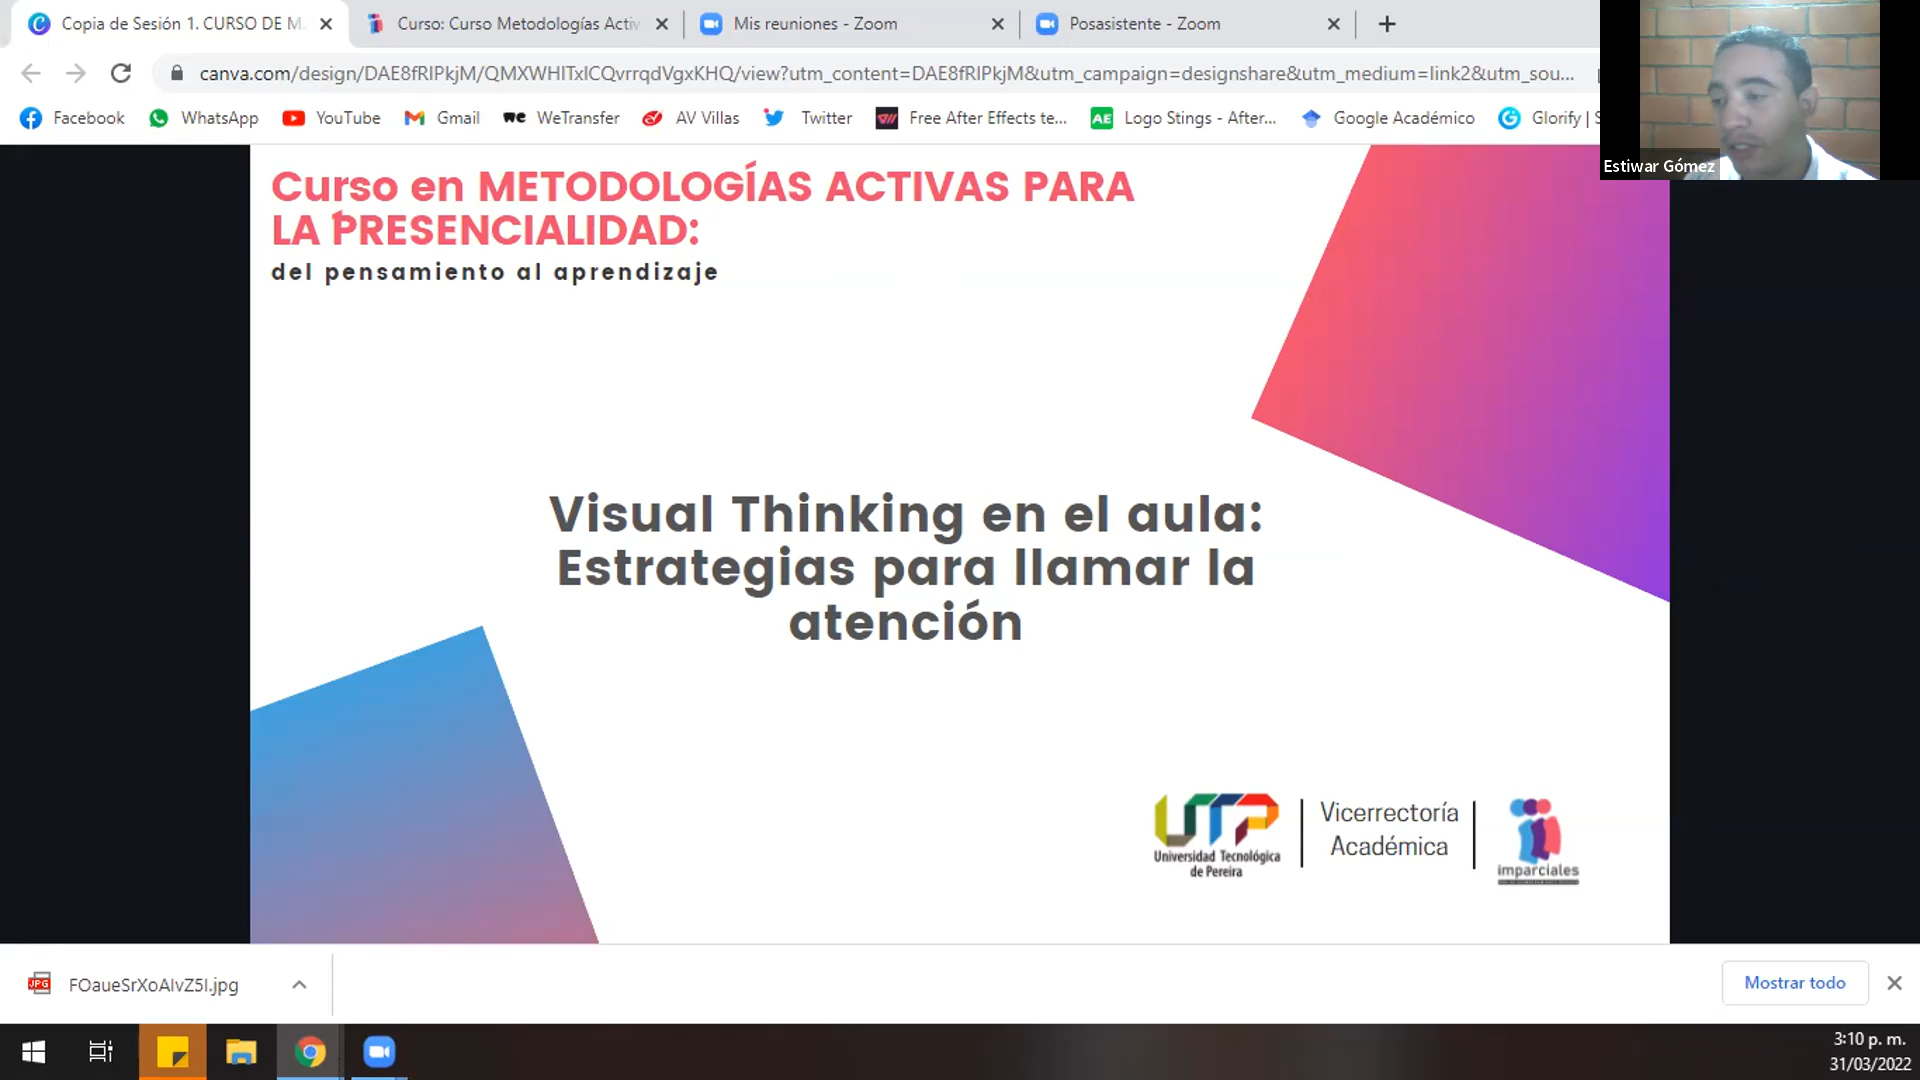 Copia de Sesión 1. CURSO DE M
Curso: Curso Metodologías Activ
Mis reuniones - Zoom
Posasistente - Zoom
canva.com/design/DAE8fRIPkjM/QMXWHITxICQvrrqdVgxKHQ/view?utm_content=DAE8fRIPkjM&utm_campaign=designshare&utm_medium=link2&utm_sou...
Facebook
WhatsApp
YouTube
Gmail
WeTransfer
AV Villas
Twitter
Free After Effects te...
Logo Stings - After...
Google Académico
Glorify | S
Estiwar Gómez
Curso en METODOLOGÍAS ACTIVAS PARA
LA PRESENCIALIDAD:
del pensamiento al aprendizaje
Visual Thinking en el aula:
Estrategias para llamar la
atención
UTP
Universidad Tecnológica
de Pereira
Vicerrectoría
Académica
imparciales
JPG
FOaueSrXoAIvZ5I.jpg
Mostrar todo
3:10 p. m.
31/03/2022